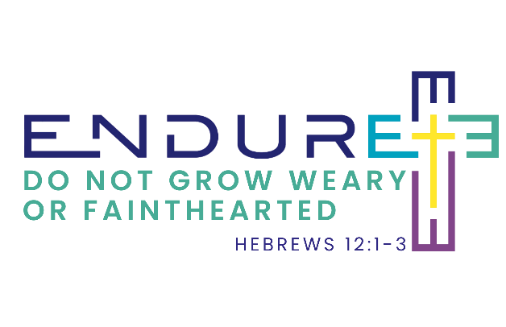 ENDURE
DO NOT GROW WEARY
OR FAINTHEARTED
HEBREWS 12:1-3